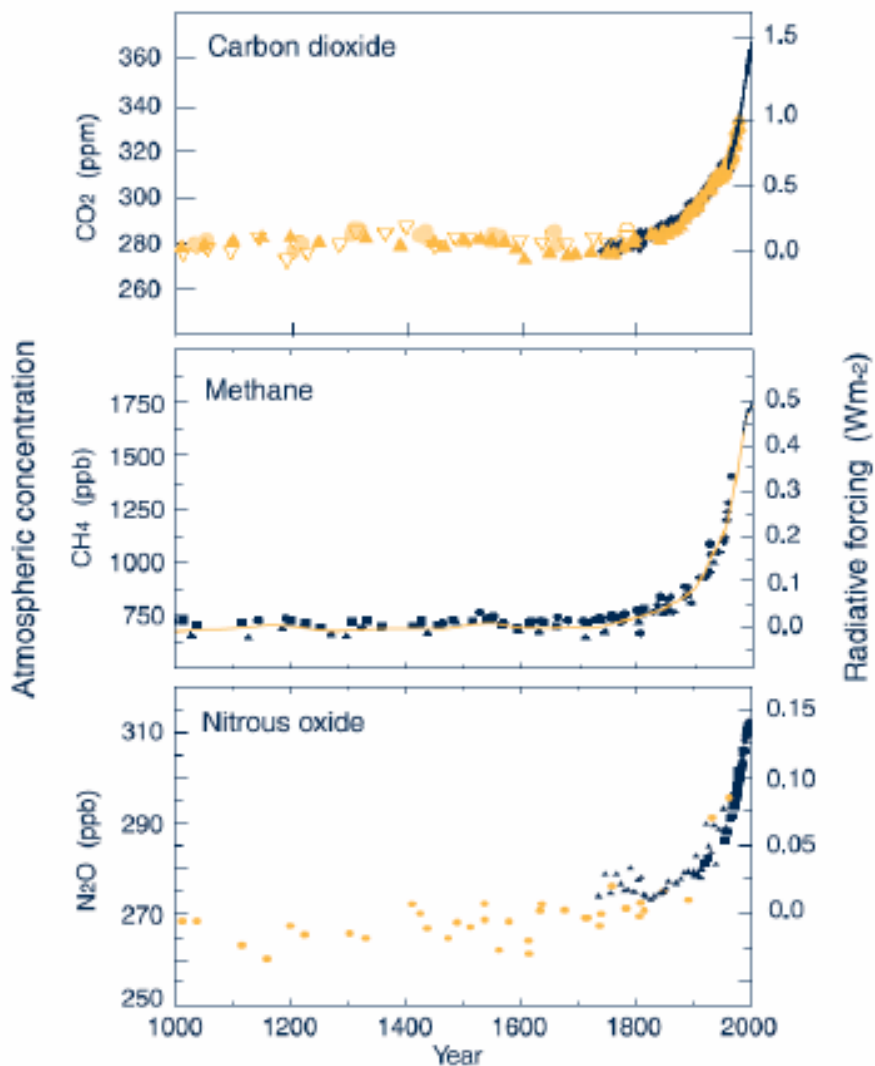 Carbon dioxide
CO2 (ppm)
360
340
320
300
280
260
1.5
1.0
0.5
0.0
Methane
CH4 (ppb)
1750
1500
1250
1000
750
0.5
0.4
0.3
0.2
0.1
0.0
Nitrous oxide
N2O (ppb)
310
290
270
250
0.15
0.10
0.05
0.0
1000 1200 1400 1600 1800 2000
Year
Atmospheric concentration
Radiative forcing (Wm-2)